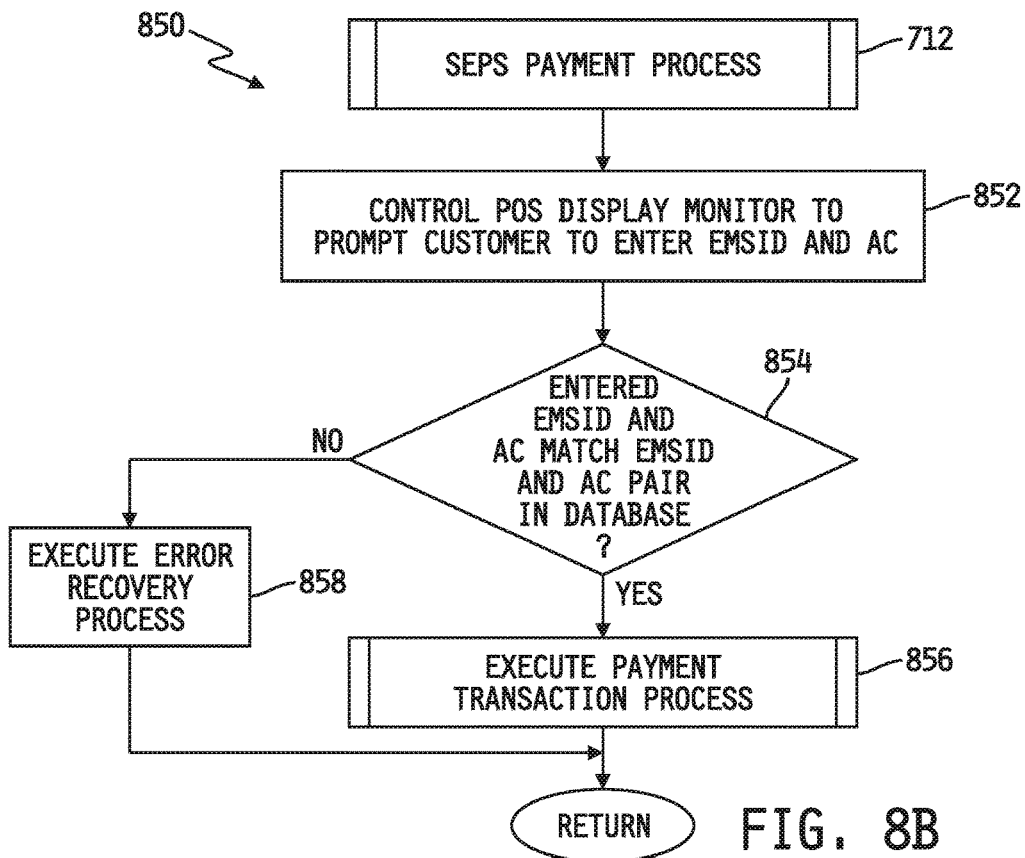 850
SEPS PAYMENT PROCESS
712
CONTROL POS DISPLAY MONITOR TO
PROMPT CUSTOMER TO ENTER EMSID AND AC
852
ENTERED
EMSID AND
AC MATCH EMSID
AND AC PAIR
IN DATABASE
?
854
NO
YES
EXECUTE ERROR
RECOVERY
PROCESS
858
EXECUTE PAYMENT
TRANSACTION PROCESS
856
RETURN
FIG. 8B